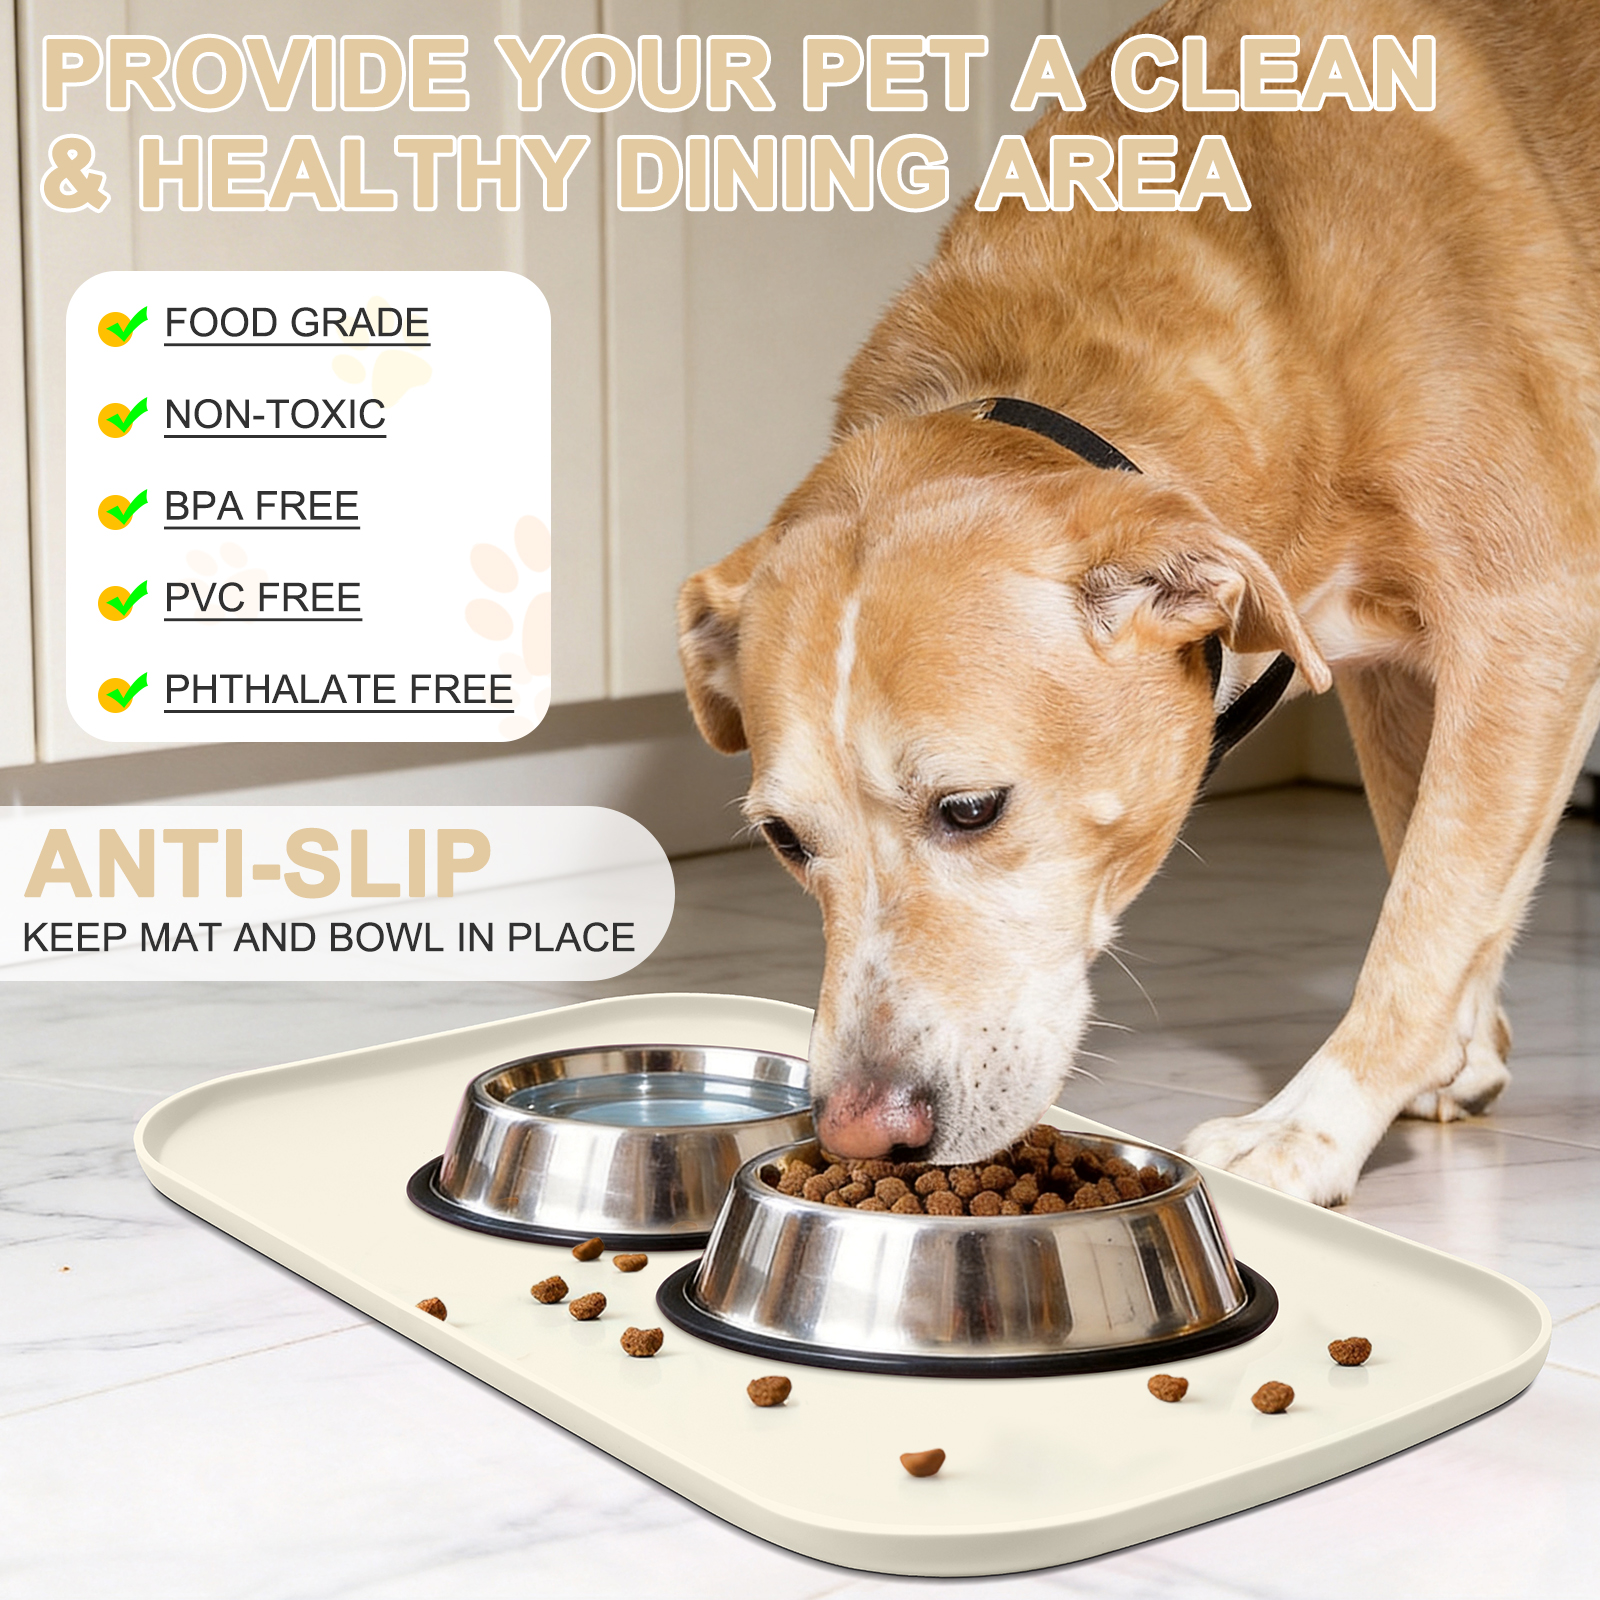 PROVIDE YOUR PET A CLEAN
& HEALTHY DINING AREA
FOOD GRADE
NON-TOXIC
BPA FREE
PVC FREE
PHTHALATE FREE
ANTI-SLIP
KEEP MAT AND BOWL IN PLACE